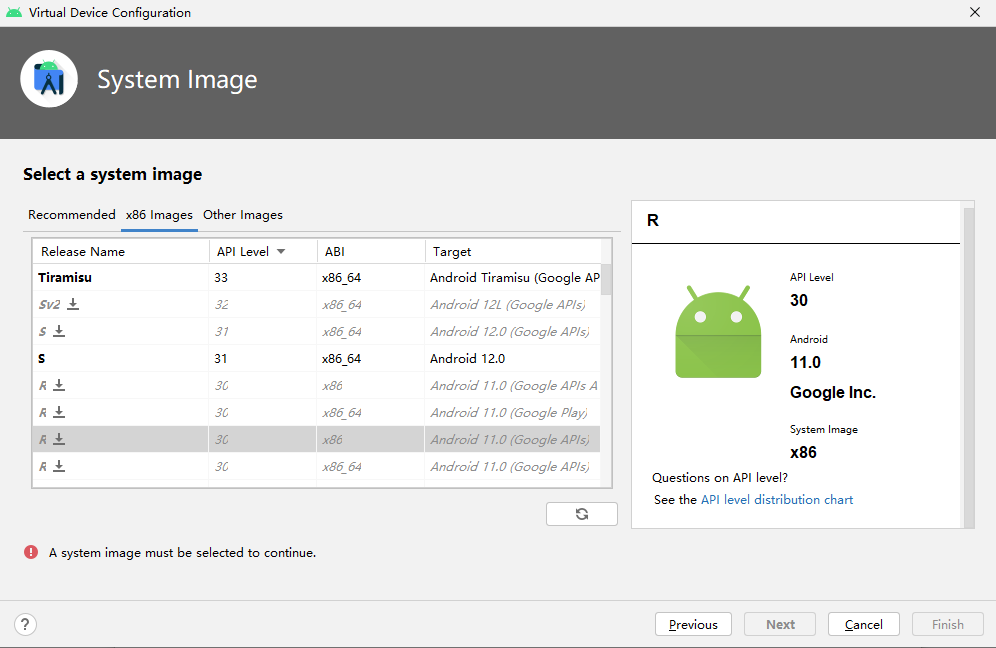 Virtual Device Configuration
System Image
Select a system image
Recommended x86 Images Other Images
Release Name API Level ABI Target
Tiramisu 33 x86_64 Android Tiramisu (Google AP
Sv2 32 x86_64 Android 12L (Google APIs)
S 31 x86_64 Android 12.0 (Google APIs)
S 31 x86_64 Android 12.0
R 30 x86 Android 11.0 (Google APIs A
R 30 x86_64 Android 11.0 (Google Play)
R 30 x86 Android 11.0 (Google APIs)
R 30 x86_64 Android 11.0 (Google APIs)
R
API Level
30
Android
11.0
Google Inc.
System Image
x86
Questions on API level?
See the API level distribution chart
A system image must be selected to continue.
? Previous Next Cancel Finish